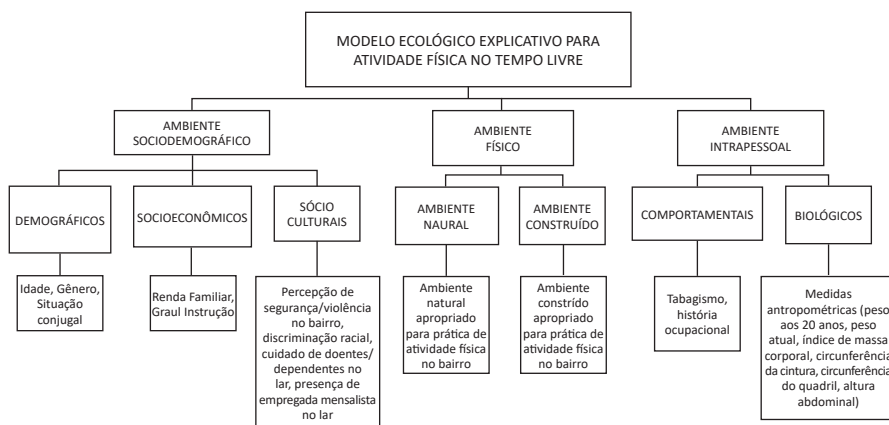 MODELO ECOLÓGICO EXPLICATIVO PARA
ATIVIDADE FÍSICA NO TEMPO LIVRE
AMBIENTE
SOCIODEMOGRÁFICO
AMBIENTE
FÍSICO
AMBIENTE
INTRAPESSOAL
DEMOGRÁFICOS
SOCIOECONÔMICOS
SÓCIO
CULTURAIS
AMBIENTE
NAURAL
AMBIENTE
CONSTRUÍDO
COMPORTAMENTAIS
BIOLÓGICOS
Idade, Gênero,
Situação
conjugal
Renda Familiar,
Graul Instrução
Percepção de
segurança/violência
no bairro,
discriminação racial,
cuidado de doentes/
dependentes no
lar, presença de
empregada mensalista
no lar
Ambiente
natural
apropriado
para prática de
atividade física
no bairro
Ambiente
constrído
apropriado
para prática de
atividade física
no bairro
Tabagismo,
história
ocupacional
Medidas
antropométricas (peso
aos 20 anos, peso
atual, índice de massa
corporal, circunferência
da cintura, circunferência
do quadril, altura
abdominal)